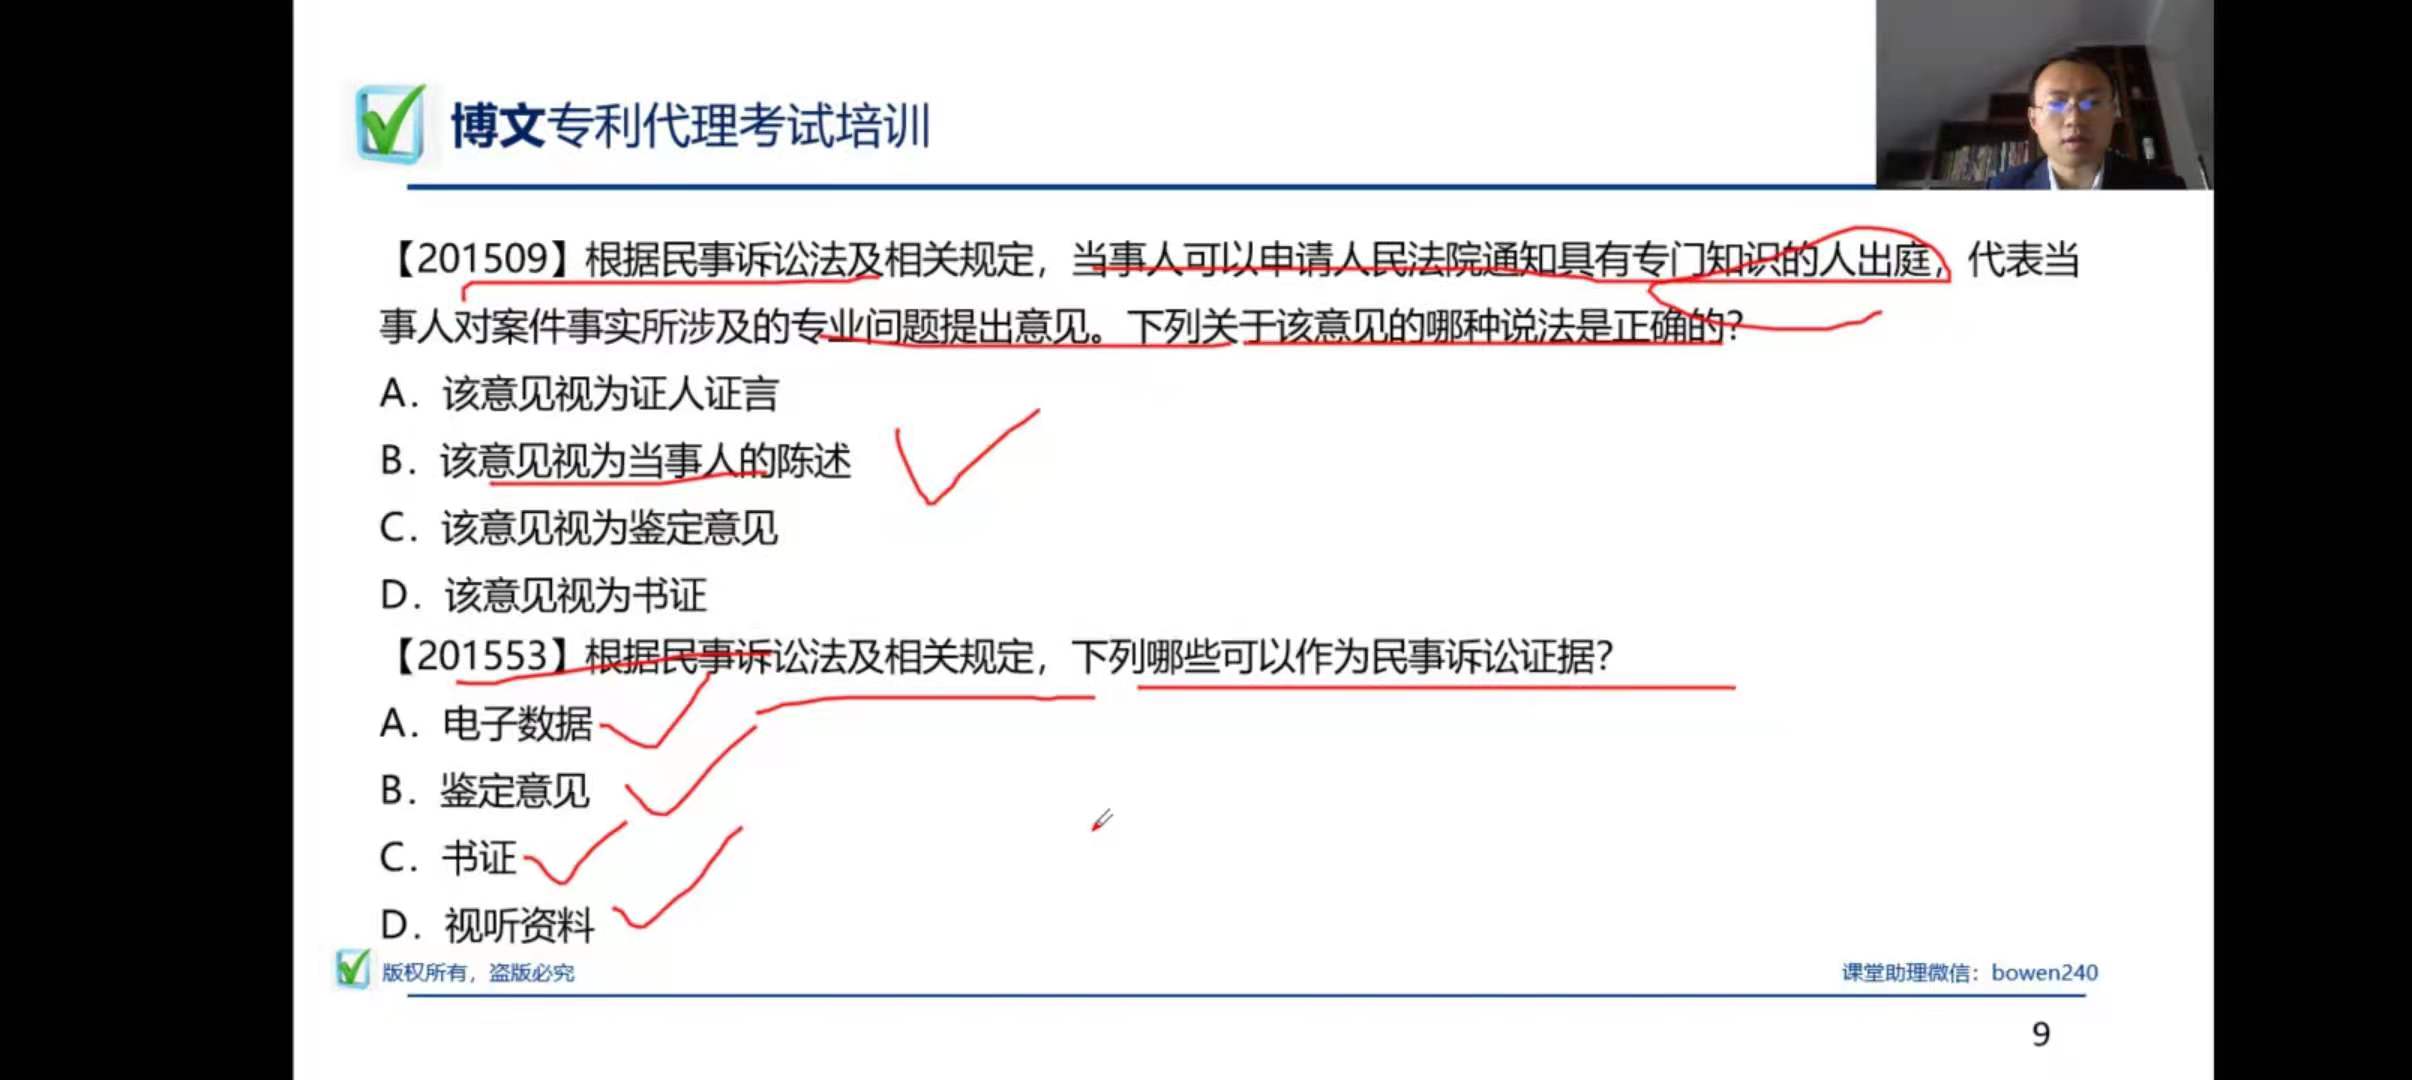 博文专利代理考试培训
【201509】根据民事诉讼法及相关规定，当事人可以申请人民法院通知具有专门知识的人出庭，代表当
事人对案件事实所涉及的专业问题提出意见。下列关于该意见的哪种说法是正确的？
A．该意见视为证人证言
B．该意见视为当事人的陈述
C．该意见视为鉴定意见
D．该意见视为书证
【201553】根据民事诉讼法及相关规定，下列哪些可以作为民事诉讼证据？
A．电子数据
B．鉴定意见
C．书证
D．视听资料
版权所有，盗版必究
课堂助理微信：bowen240
9